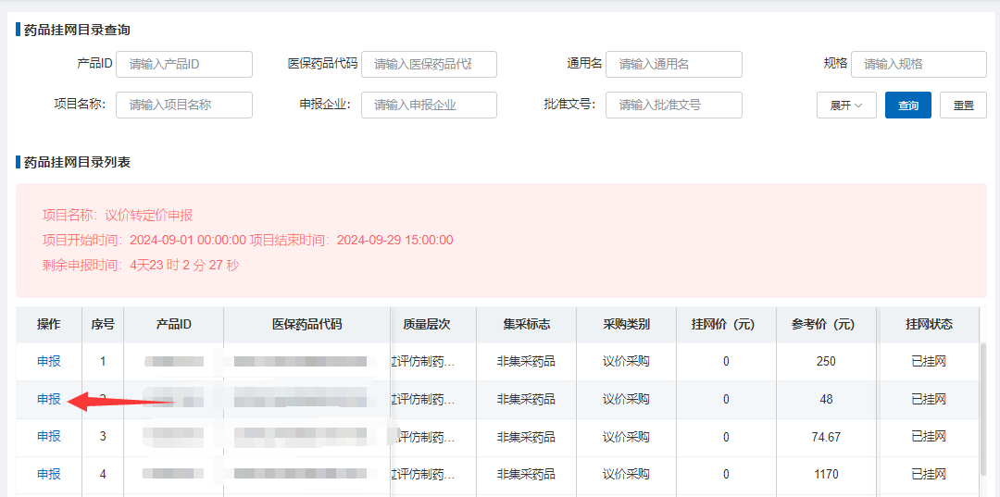 药品挂网目录查询
产品ID 请输入产品ID 医保药品代码 请输入医保药品代 通用名 请输入通用名 规格 请输入规格
项目名称： 请输入项目名称 申报企业： 请输入申报企业 批准文号： 请输入批准文号 展开 查询 重置
药品挂网目录列表
项目名称：议价转定价申报
项目开始时间：2024-09-01 00:00:00 项目结束时间：2024-09-29 15:00:00
剩余申报时间：4天23 时 2 分 27 秒
操作 序号 产品ID 医保药品代码 质量层次 集采标志 采购类别 挂网价（元） 参考价（元） 挂网状态
申报 1 评仿制药... 非集采药品 议价采购 0 250 已挂网
申报 评仿制药... 非集采药品 议价采购 0 48 已挂网
申报 3 评仿制药... 非集采药品 议价采购 0 74.67 已挂网
申报 4 评仿制药... 非集采药品 议价采购 0 1170 已挂网